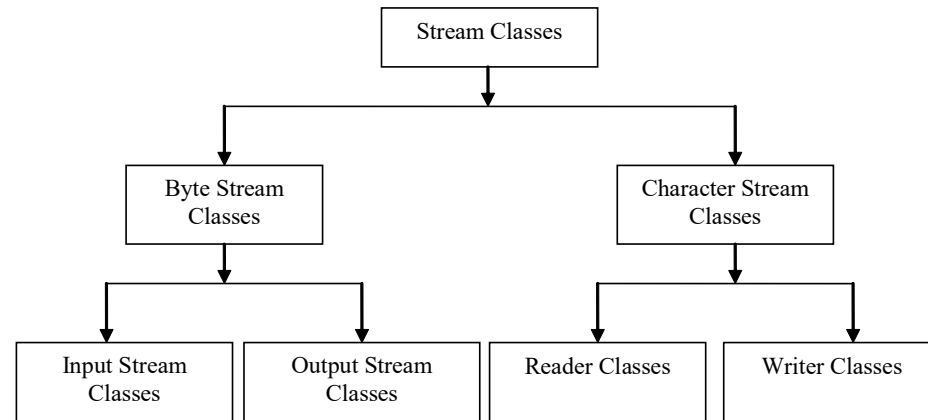 Stream Classes
Byte Stream
Classes
Character Stream
Classes
Input Stream
Classes
Output Stream
Classes
Reader Classes
Writer Classes